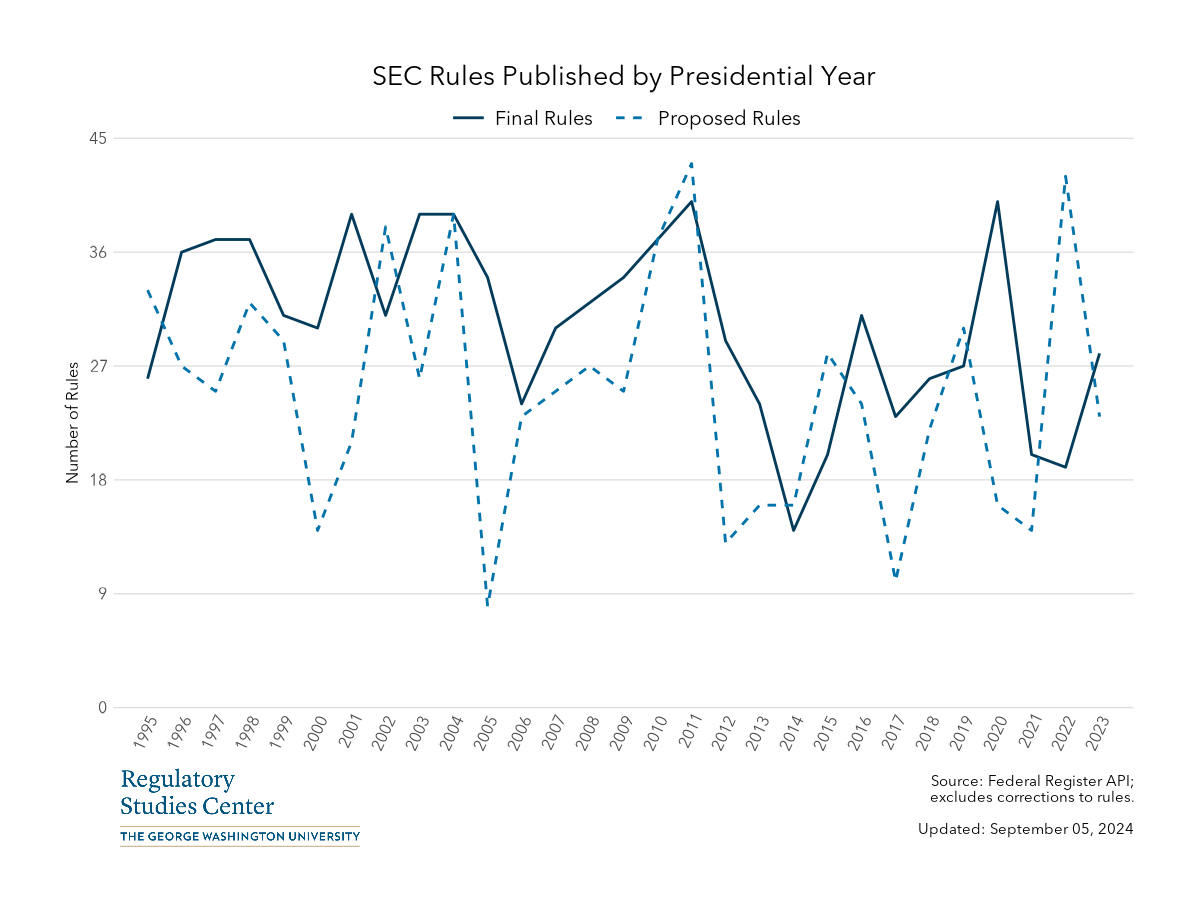 SEC Rules Published by Presidential Year
Final Rules Proposed Rules
45
36
27
18
9
0
Number of Rules
1995 1996 1997 1998 1999 2000 2001 2002 2003 2004 2005 2006 2007 2008 2009 2010 2011 2012 2013 2014 2015 2016 2017 2018 2019 2020 2021 2022 2023
Regulatory
Studies Center
THE GEORGE WASHINGTON UNIVERSITY
Source: Federal Register API;
excludes corrections to rules.
Updated: September 05, 2024